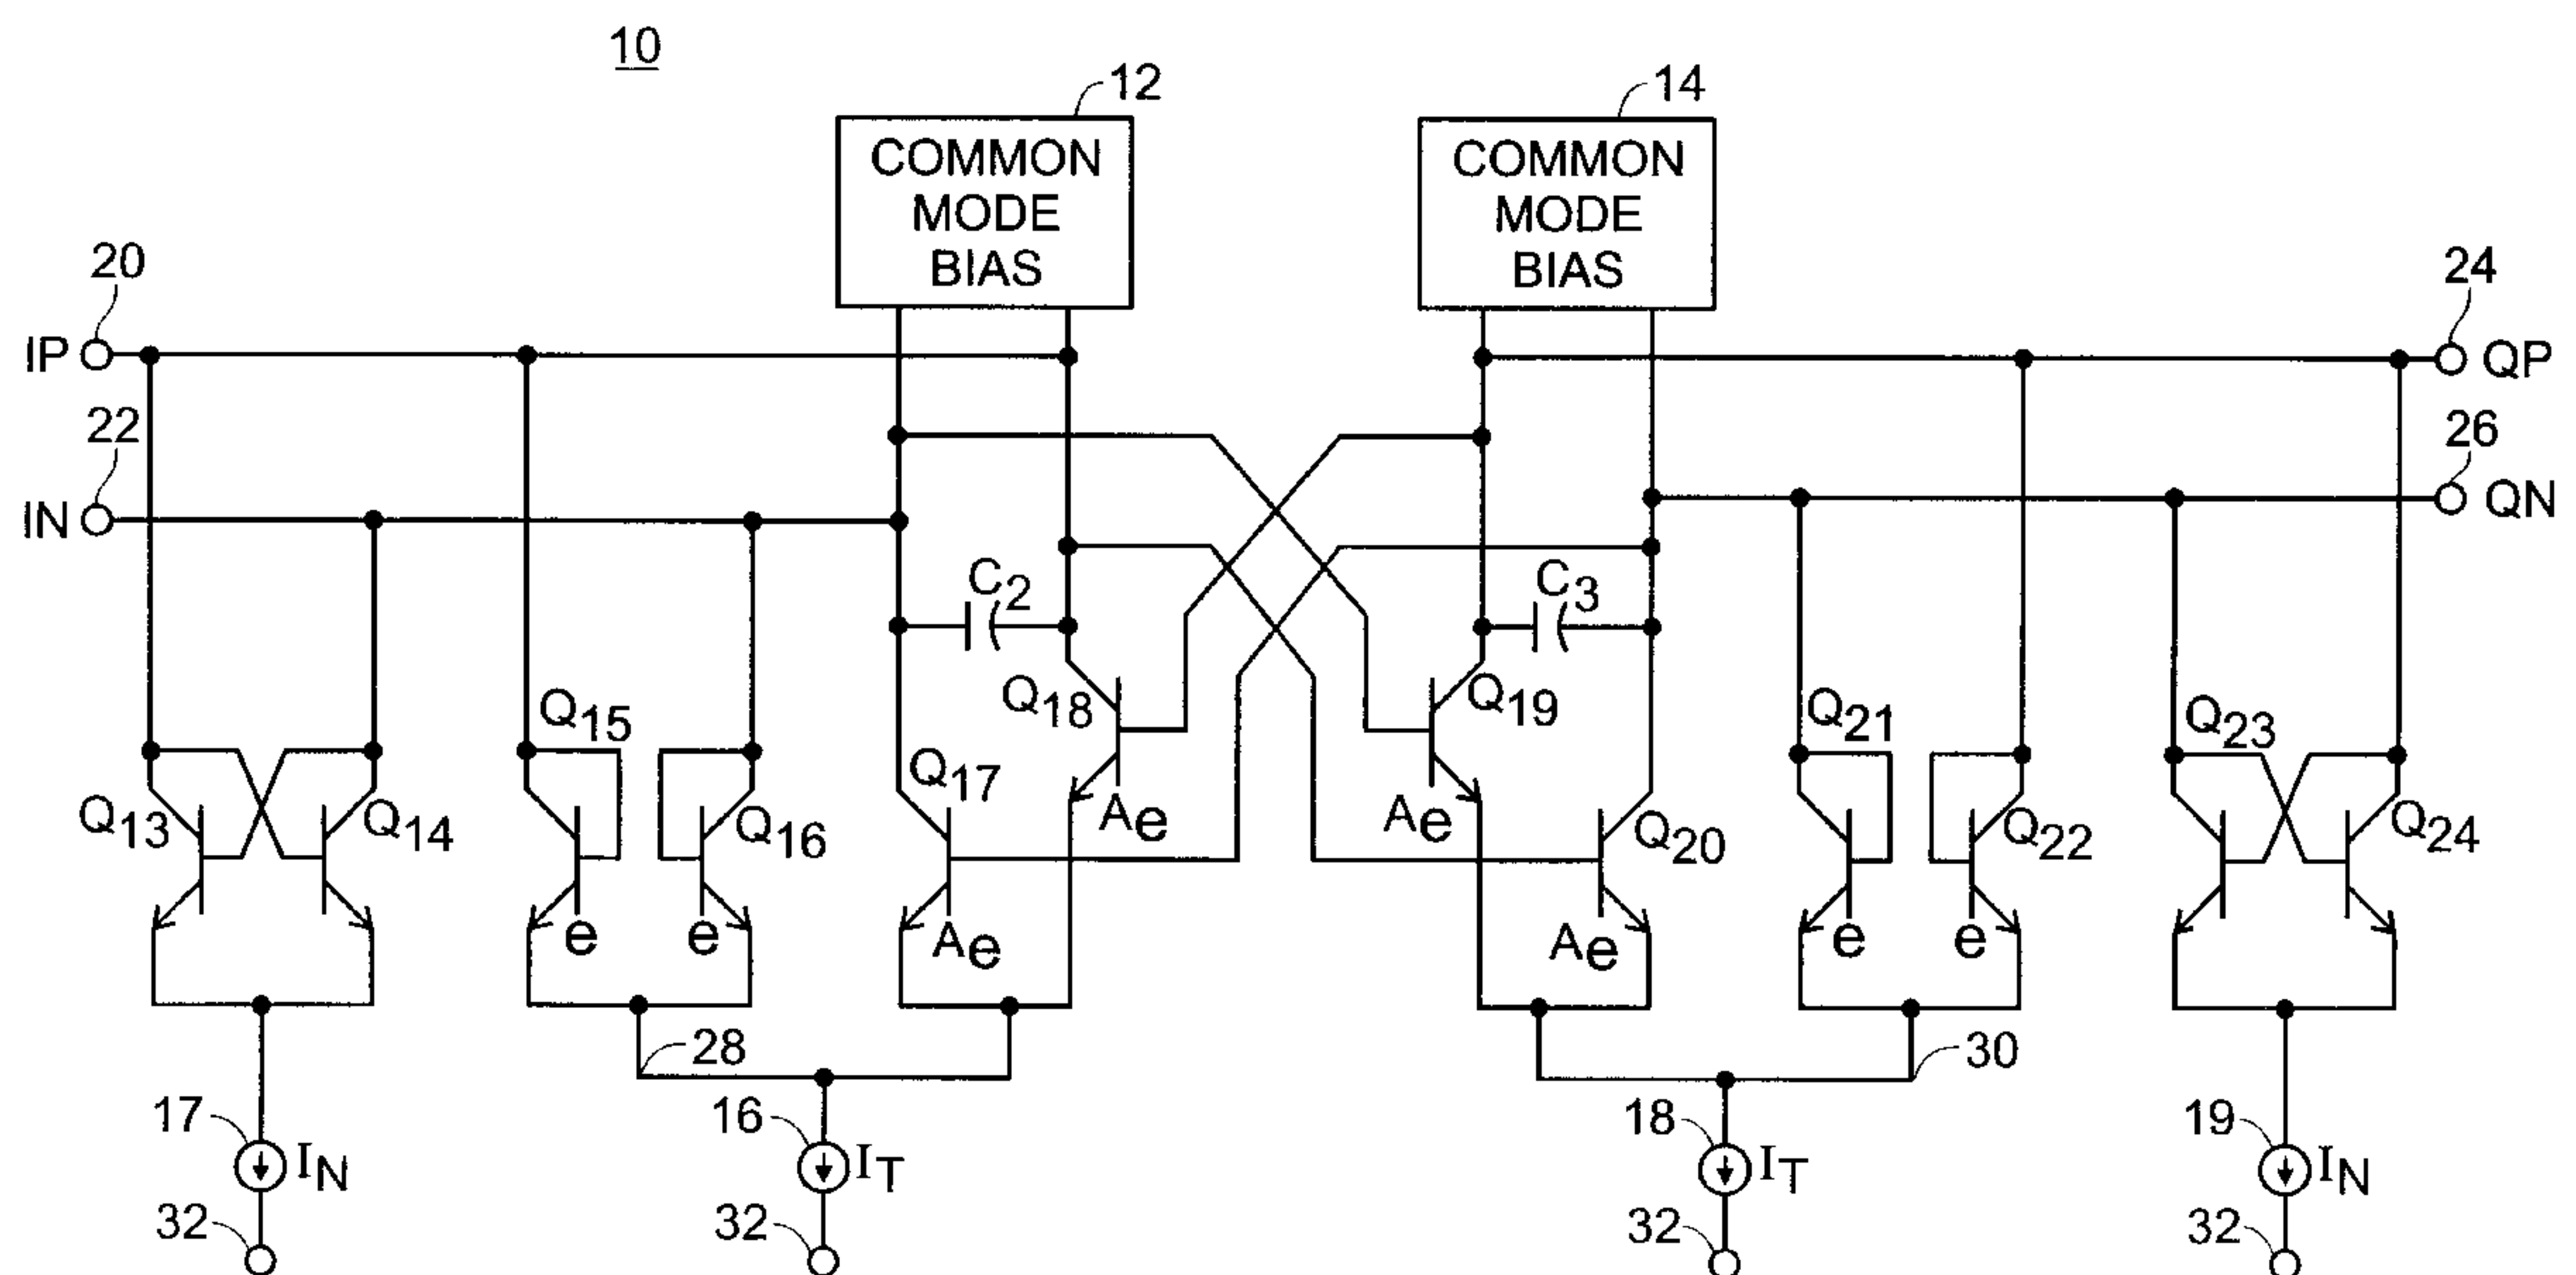 10
12
14
COMMON
MODE
BIAS
COMMON
MODE
BIAS
20
24
IP
QP
22
26
IN
QN
C2
C3
Q18
Q19
Q15
Q21
Q23
Q17
Q13
Q14
Q16
Ae
Ae
Q20
Q22
Q24
e
e
Ae
Ae
e
e
28
30
17
IN
16
IT
18
IT
19
IN
32
32
32
32